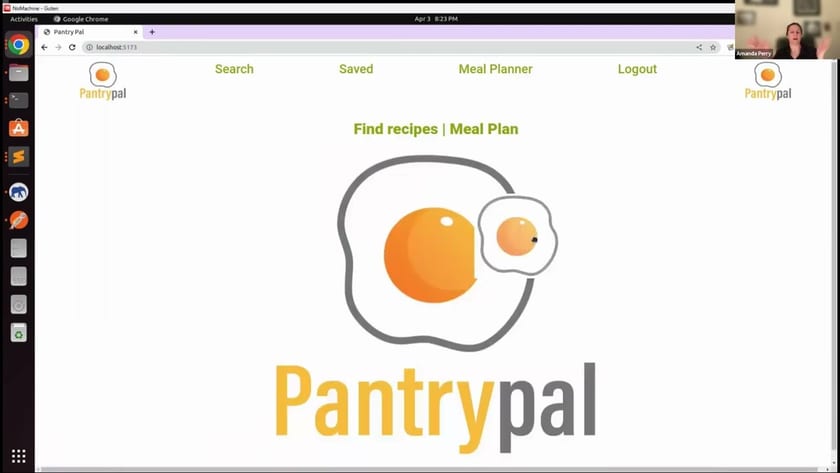 NoMachine - Guten
Activities
Google Chrome
Apr 3 8:23 PM
Pantry Pal
localhost:5173
Amanda Perry
Pantrypal
Search
Saved
Meal Planner
Logout
Pantrypal
Find recipes | Meal Plan
Pantrypal